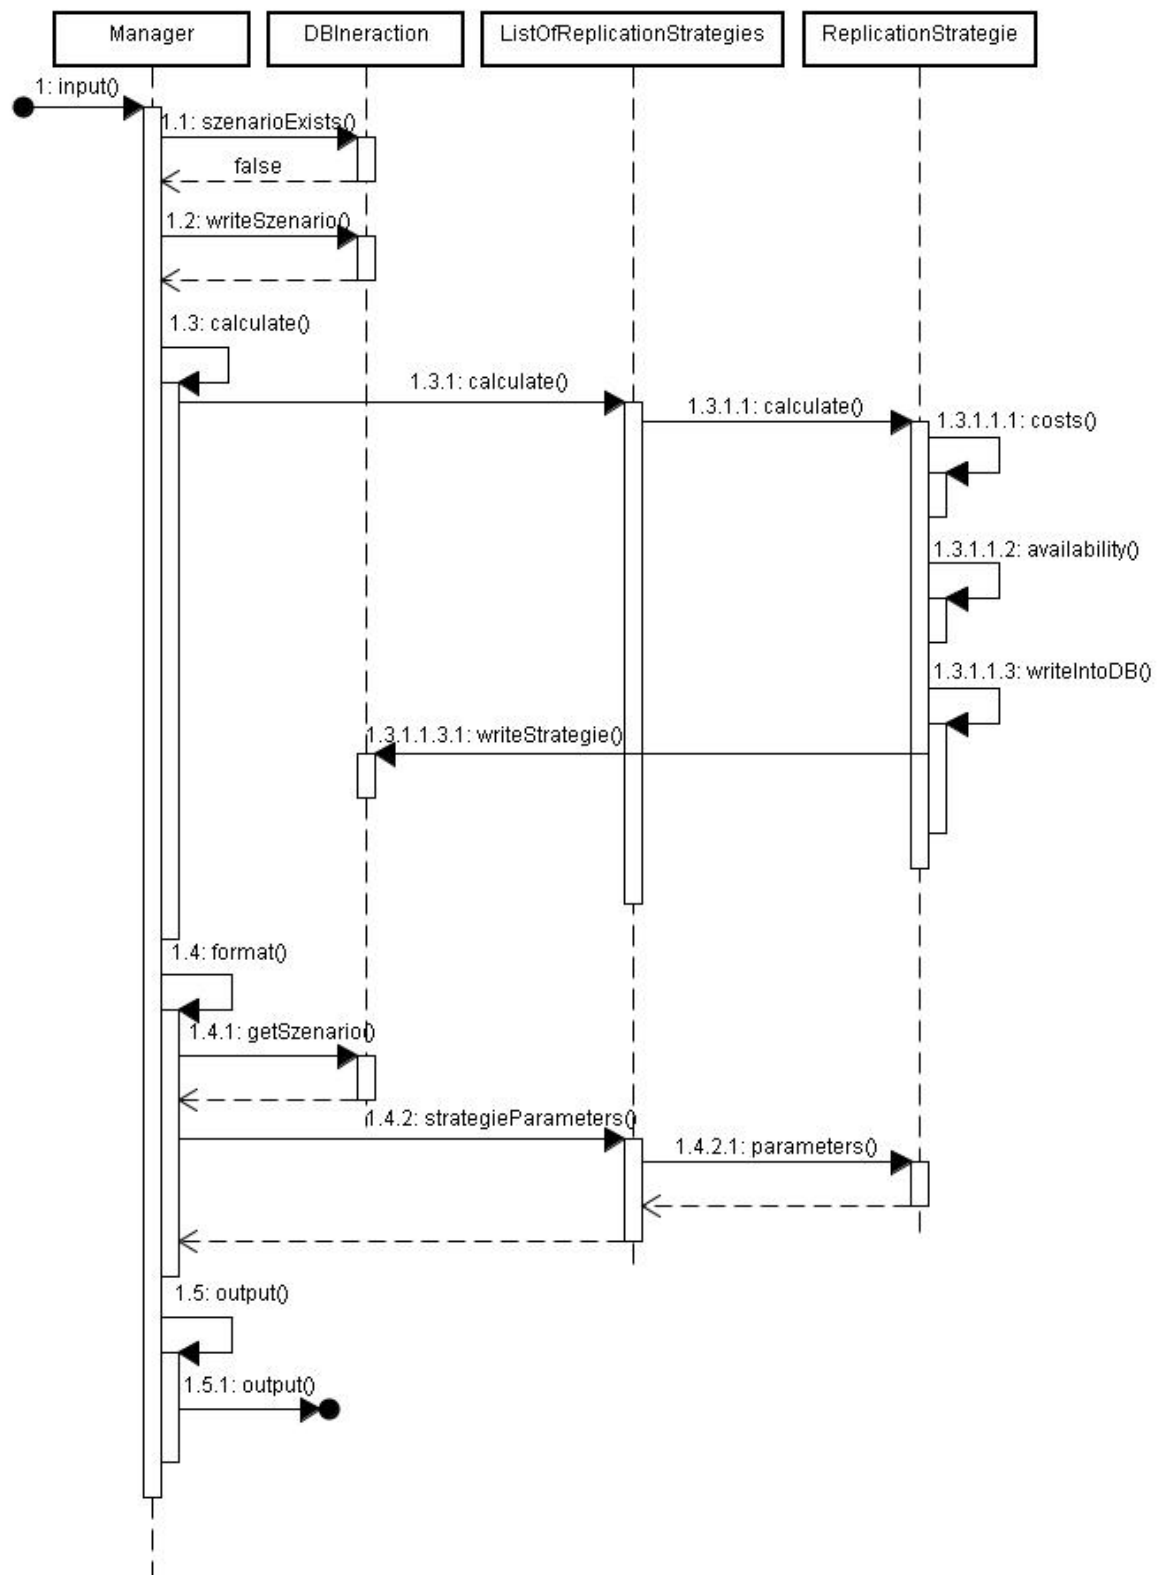 Manager
DBIneraction
ListOfReplicationStrategies
ReplicationStrategie
1: input()
1.1: szenarioExists()
false
1.2: writeSzenario()
1.3: calculate()
1.3.1: calculate()
1.3.1.1: calculate()
1.3.1.1.1: costs()
1.3.1.1.2: availability()
1.3.1.1.3: writeIntoDB()
1.3.1.1.3.1: writeStrategie()
1.4: format()
1.4.1: getSzenario()
1.4.2: strategieParameters()
1.4.2.1: parameters()
1.5: output()
1.5.1: output()